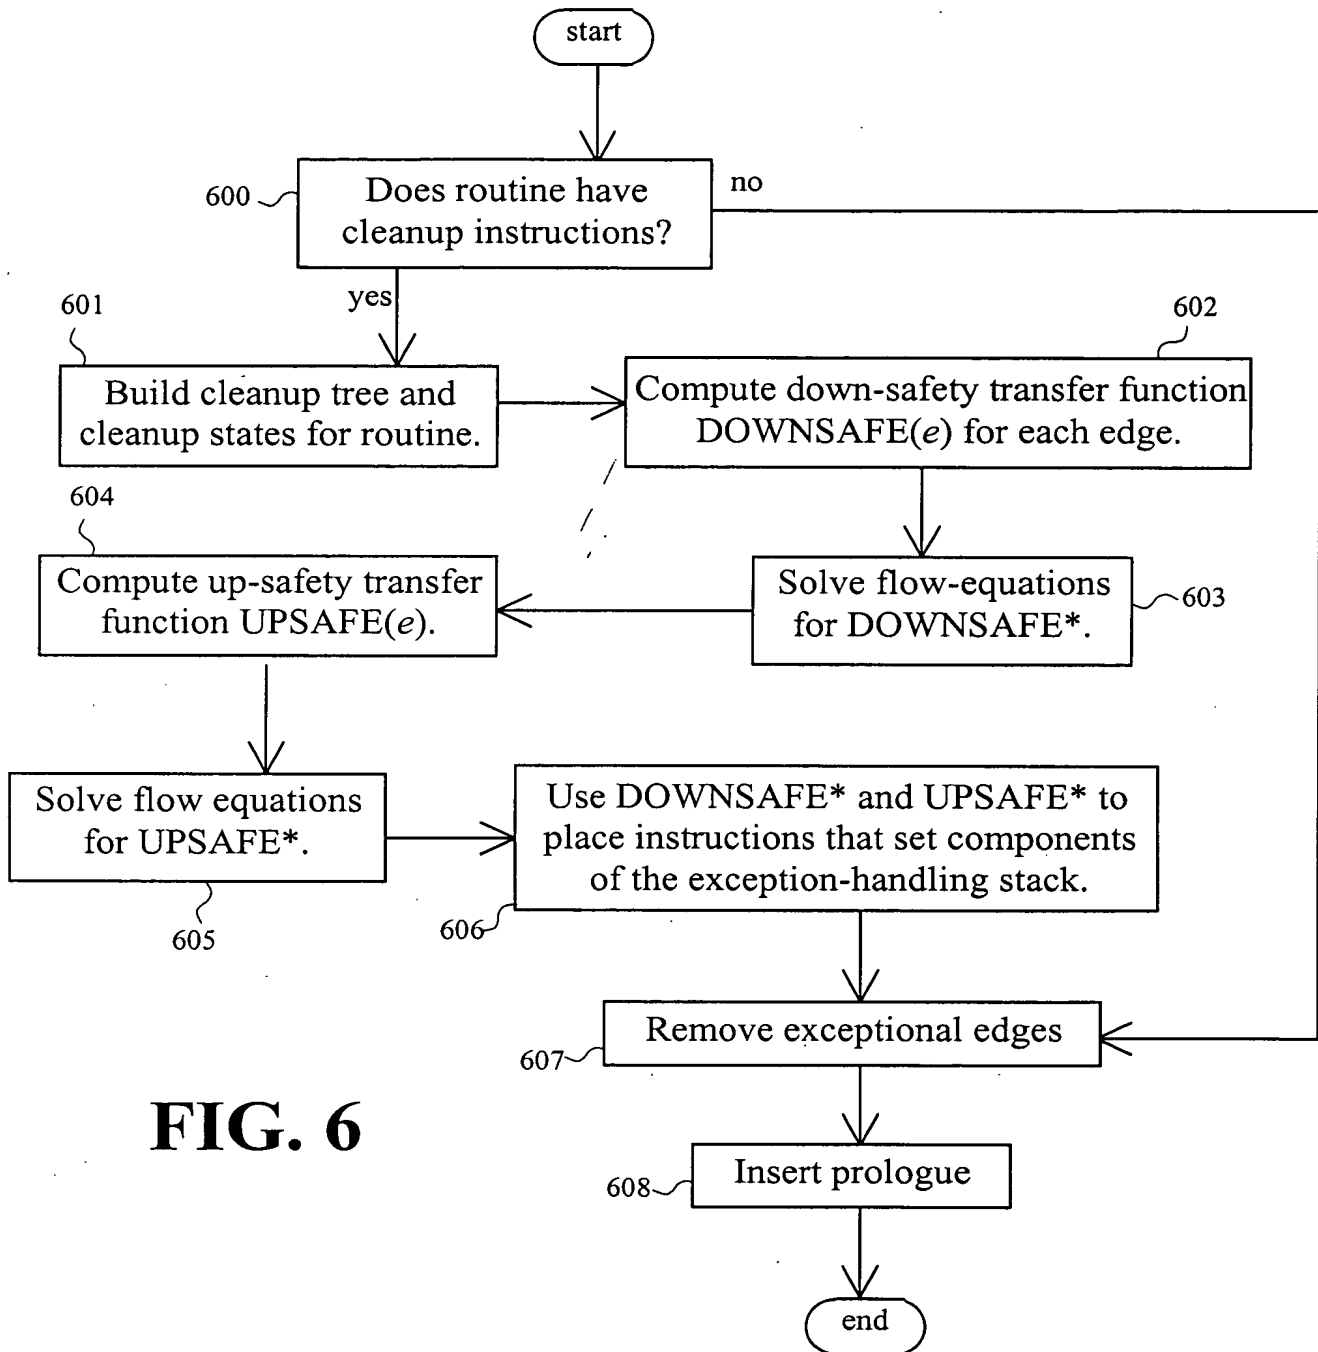 start
600
Does routine have
cleanup instructions?
no
yes
601
Build cleanup tree and
cleanup states for routine.
602
Compute down-safety transfer function
DOWNSAFE(e) for each edge.
604
Compute up-safety transfer
function UPSAFE(e).
Solve flow-equations
for DOWNSAFE*.
603
Solve flow equations
for UPSAFE*.
605
Use DOWNSAFE* and UPSAFE* to
place instructions that set components
of the exception-handling stack.
606
Remove exceptional edges
607
FIG. 6
Insert prologue
608
end